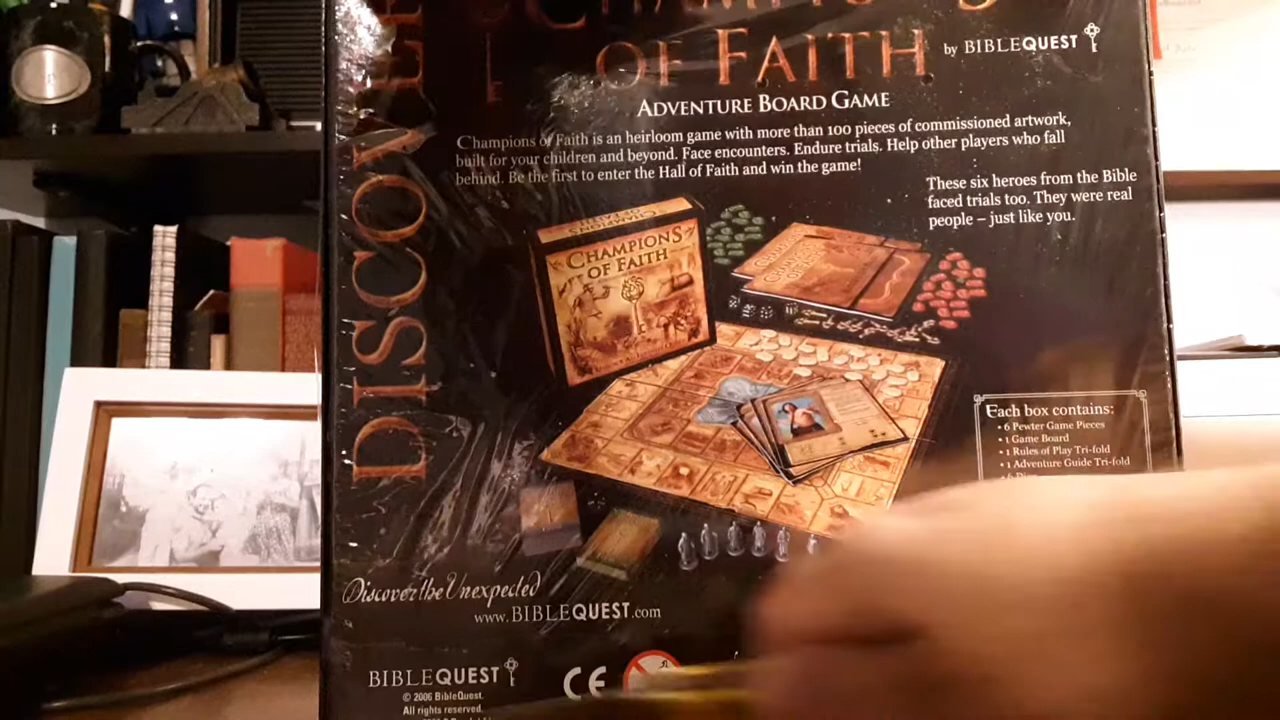 DISCOVE
CHAMPIONS
OF FAITH
by BIBLEQUEST
ADVENTURE BOARD GAME
Champions of Faith is an heirloom game with more than 100 pieces of commissioned artwork,
built for your children and beyond. Face encounters. Endure trials. Help other players who fall
behind. Be the first to enter the Hall of Faith and win the game!
These six heroes from the Bible
faced trials too. They were real
people – just like you.
CHAMPIONS
OF FAITH
CHAMPIONS
OF FAITH
Each box contains:
• 6 Pewter Game Pieces
• 1 Game Board
• 1 Rules of Play Tri-fold
• 1 Adventure Guide Tri-fold
Discover the Unexpected
www.BIBLEQUEST.com
BIBLEQUEST
© 2006 BibleQuest.
All rights reserved.
CE